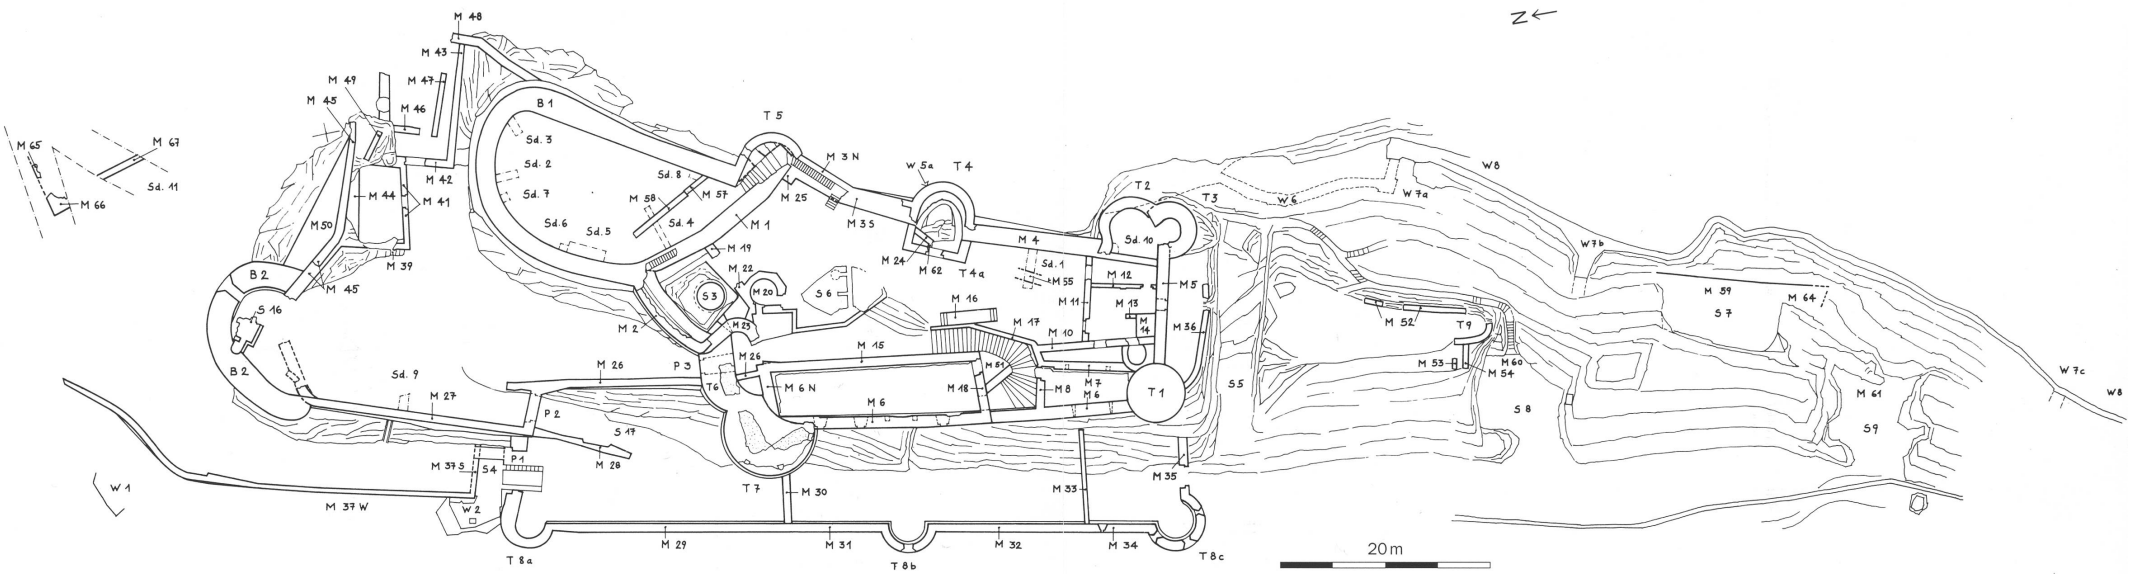 M 48
Z
M 43
M 49
M 47
M 45
B 1
M 46
T 5
Sd. 3
M 65
M 67
M 3 N
W 5a
T 4
W 8
Sd. 2
Sd. 8
M 42
Sd. 11
T 2
W 7a
M 57
M 25
Sd. 7
M 44
T 3
W 6
M 66
M 41
M 58
M 35
M 50
Sd. 6
Sd. 4
M 1
Sd. 5
M 4
Sd. 10
W 7b
M 19
M 24
M 39
M 62
T 4a
Sd. 1
B 2
M 22
M 12
M 5
M 45
M 55
S 3
M 20
S 6
M 59
M 64
M 11
M 13
S 16
M 16
S 7
M 2
M 23
M 14
M 36
M 52
T 9
M 17
M 10
M 15
P 3
M 26
M 53
M 60
M 54
W 7c
B 2
Sd. 9
M 26
M 51
T 6
M 6 N
M 18
M 7
M 8
M 6
T 1
S 5
W 8
M 61
M 27
P 2
M 6
S 8
S 17
S 9
P 1
M 37 S
S 4
M 28
M 35
W 1
T 7
M 30
M 33
M 37 W
W 2
M 29
M 31
M 32
M 34
20 m
T 8a
T 8b
T 8c